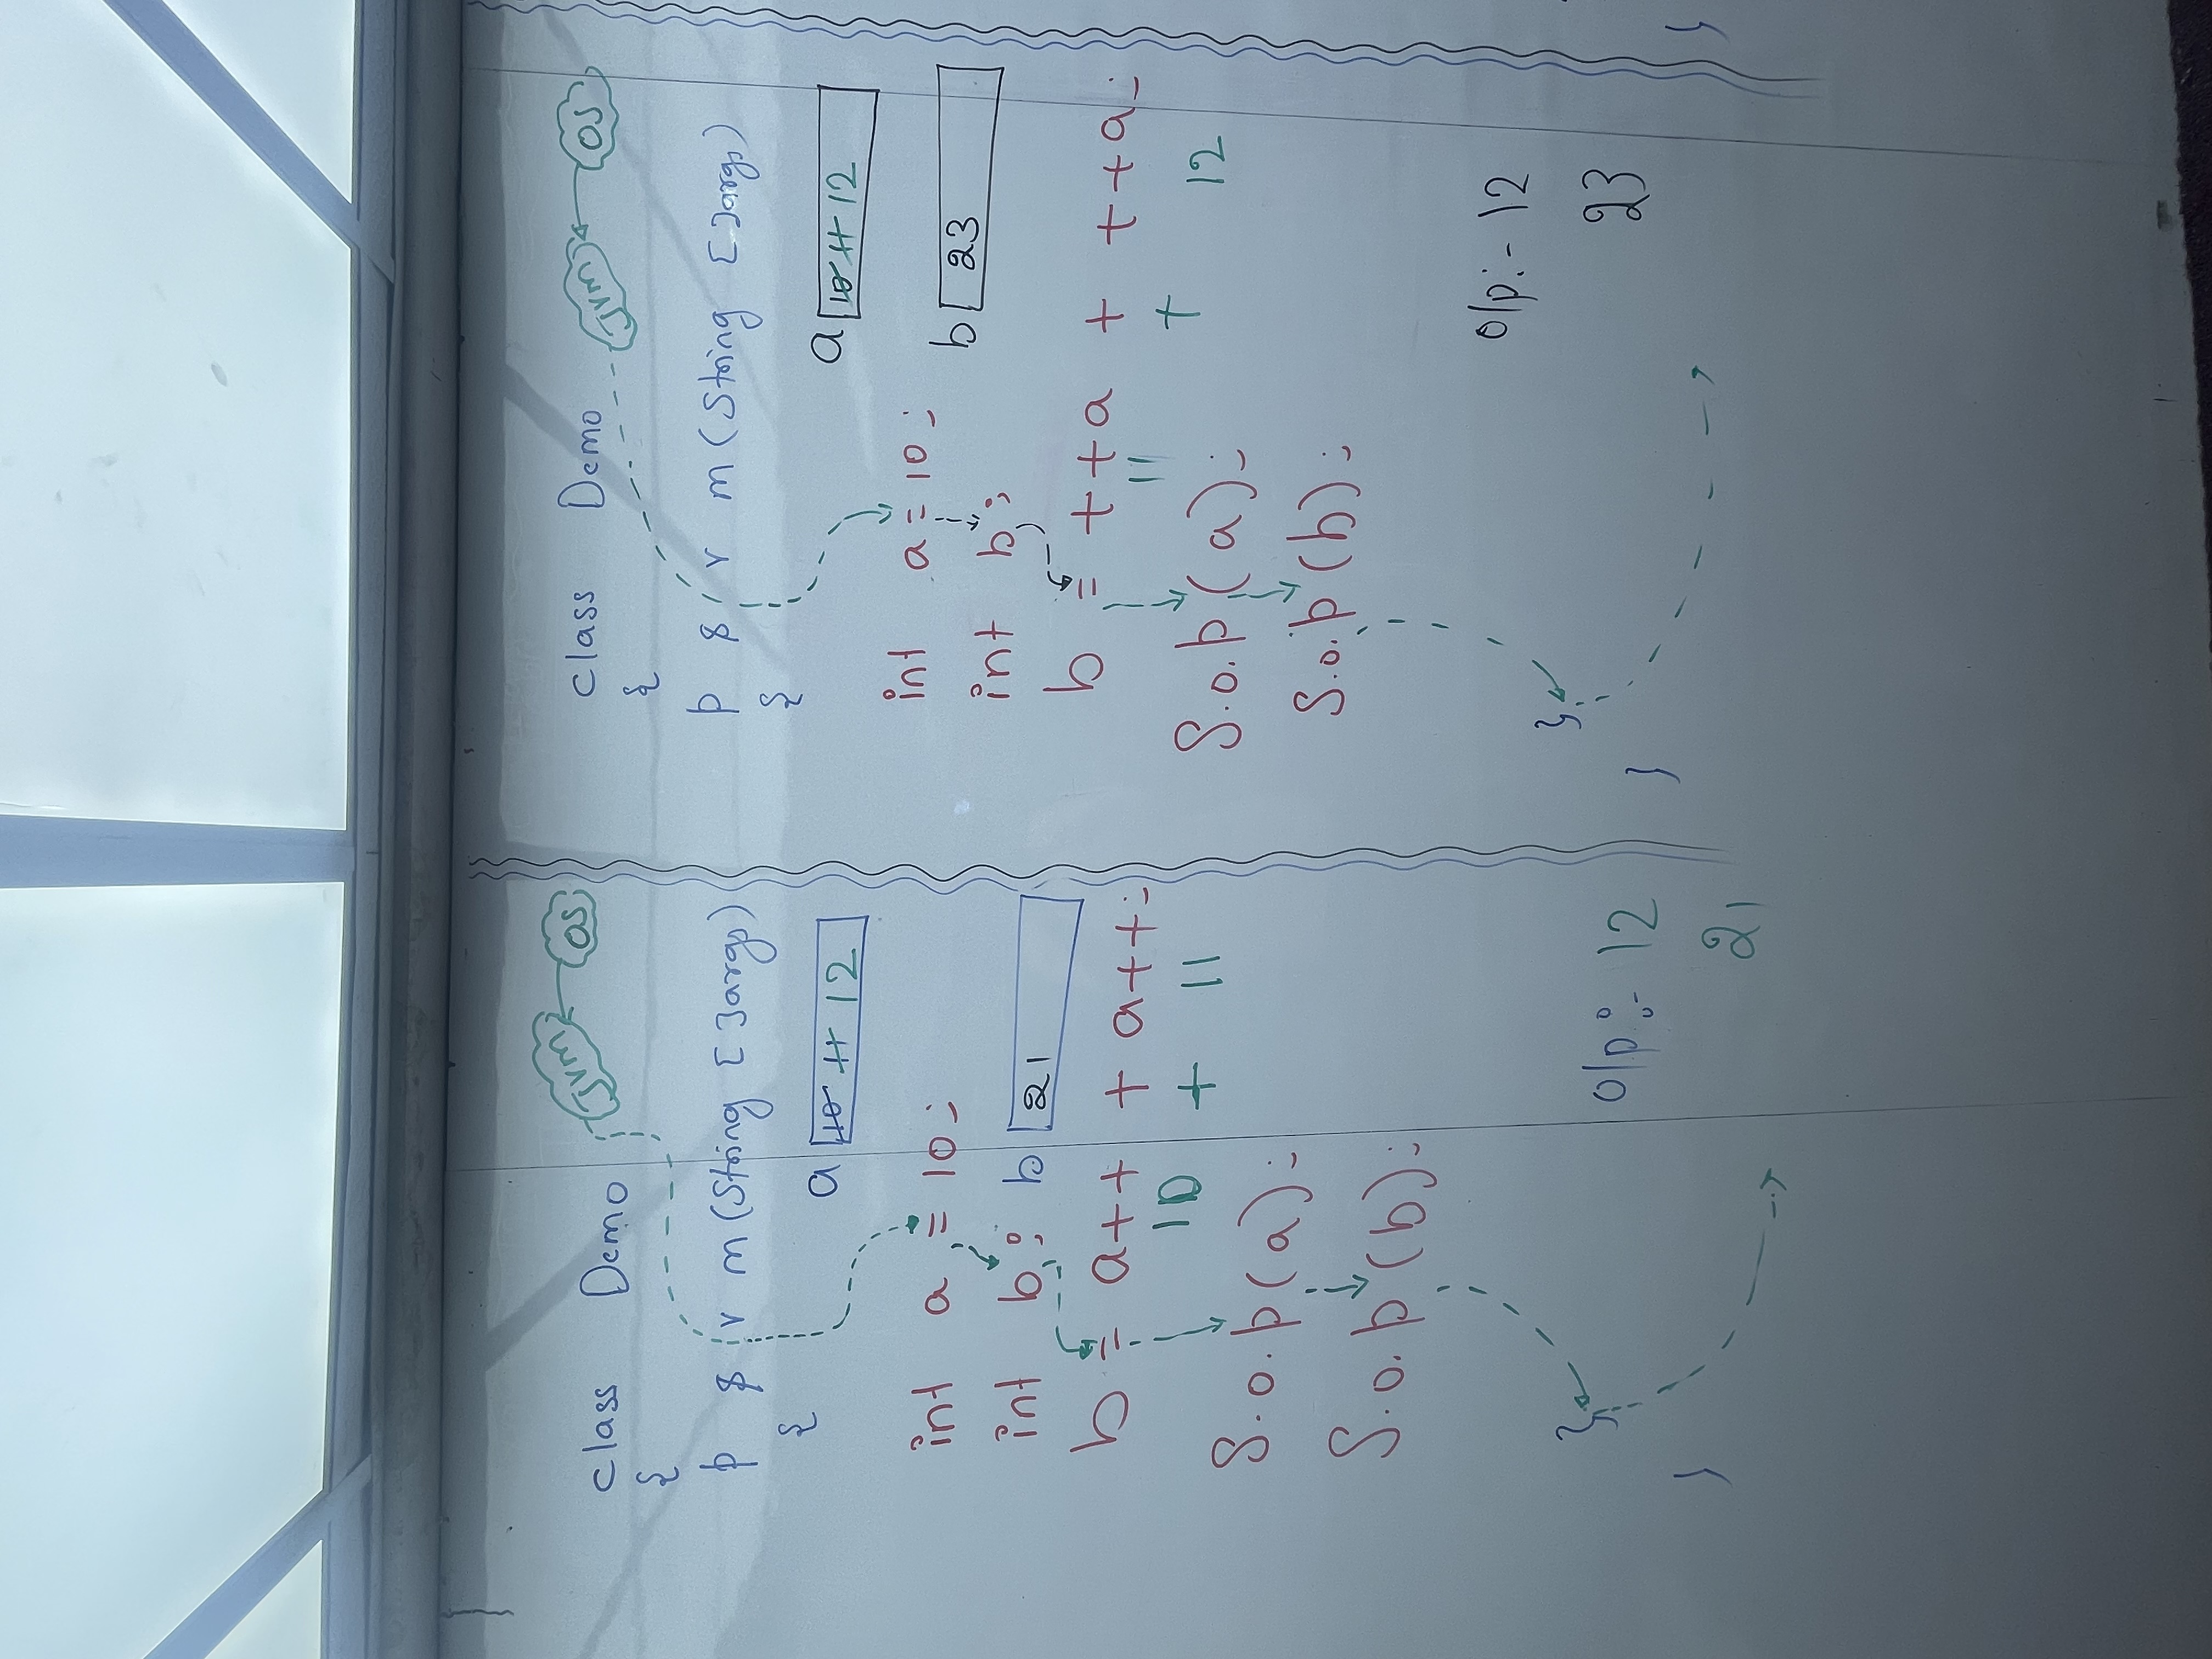 class Demo JVM OS
{
p s v m (String [ ]args)
{
a 10 11 12
int a = 10;
int b; b 21
b = a++ + a++;
10 + 11
S.o.p(a);
S.o.p(b);
}
o/p:- 12
21
}
class Demo JVM OS
{
p s v m (String [ ]args)
{
a 10 11 12
int a = 10;
b 23
int b;
b = ++a + ++a;
11 + 12
S.o.p(a);
S.o.p(b);
o/p:- 12
}
23
}
}